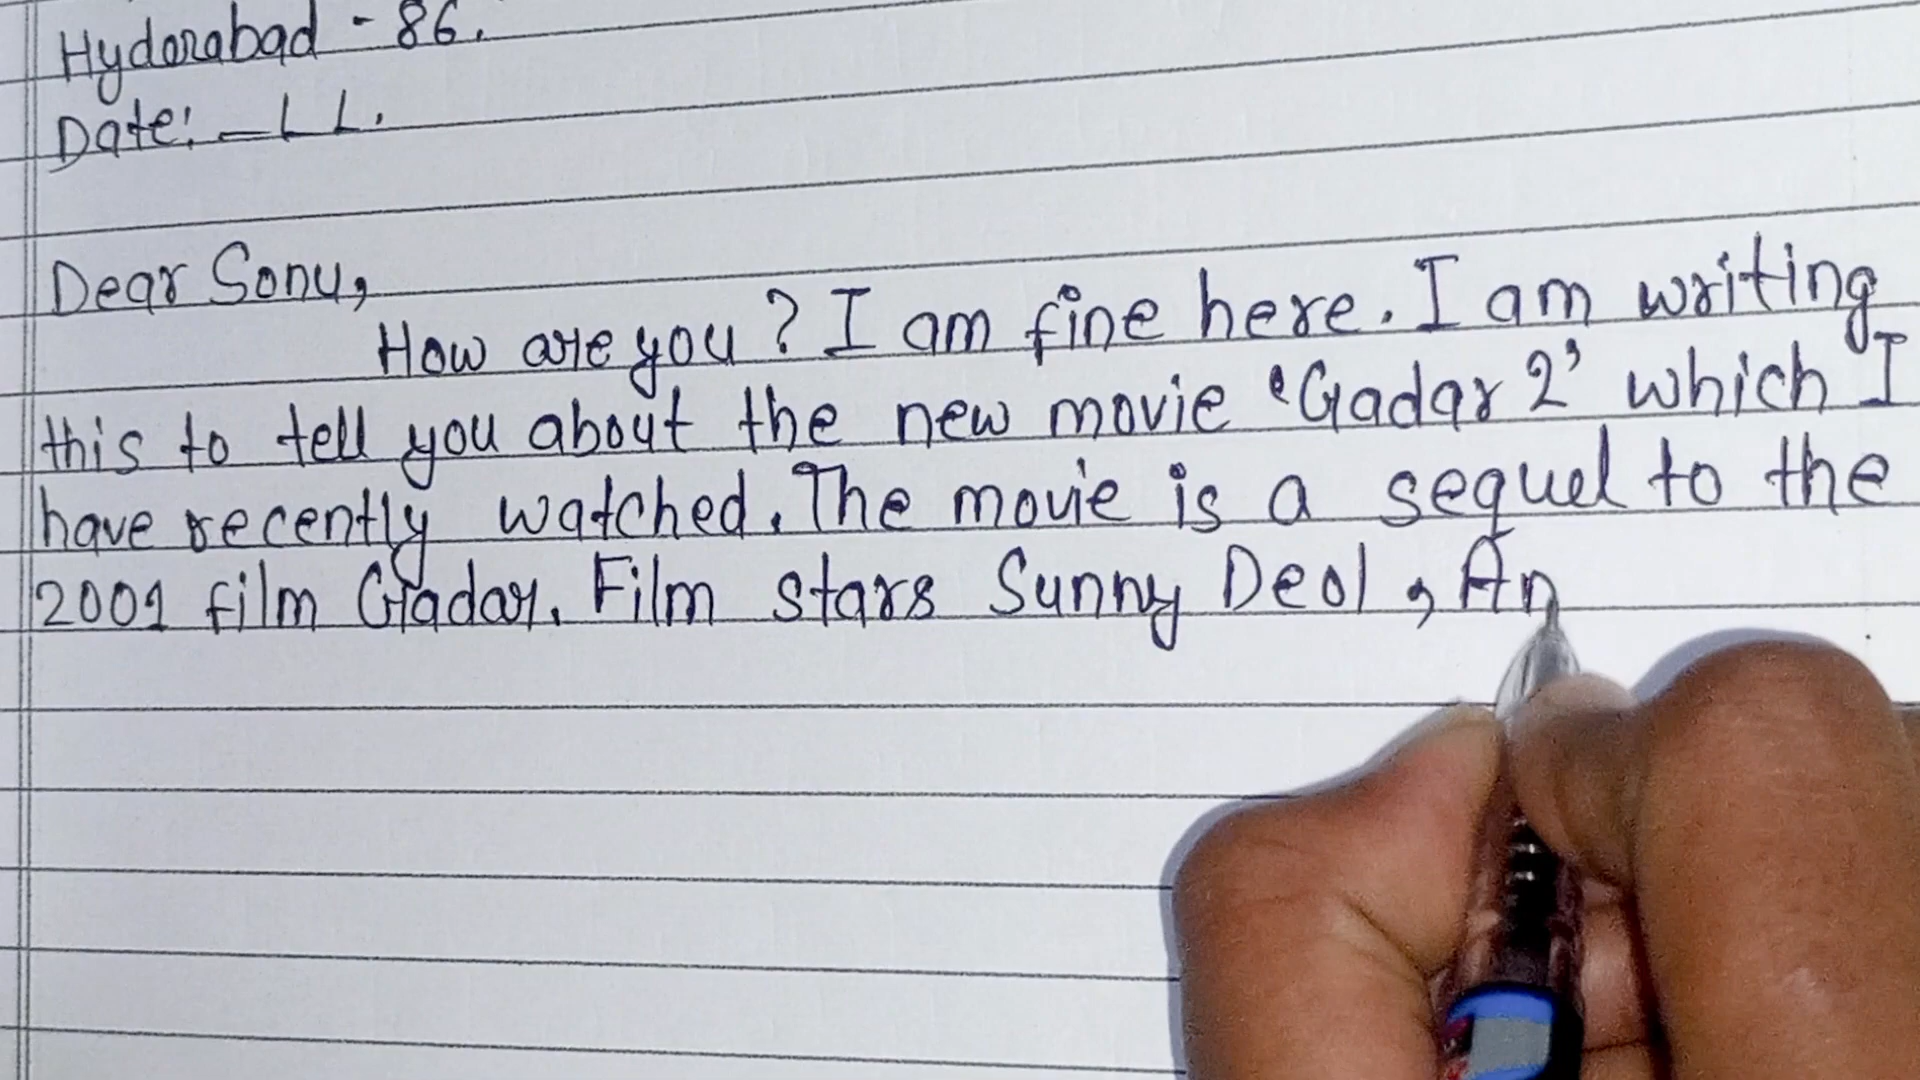 Hyderabad - 86.
Date: _ L L.
Dear Sonu,
How are you? I am fine here. I am writing
this to tell you about the new movie 'Gadar 2' which I
have recently watched. The movie is a sequel to the
2001 film Gadar. Film stars Sunny Deol, An